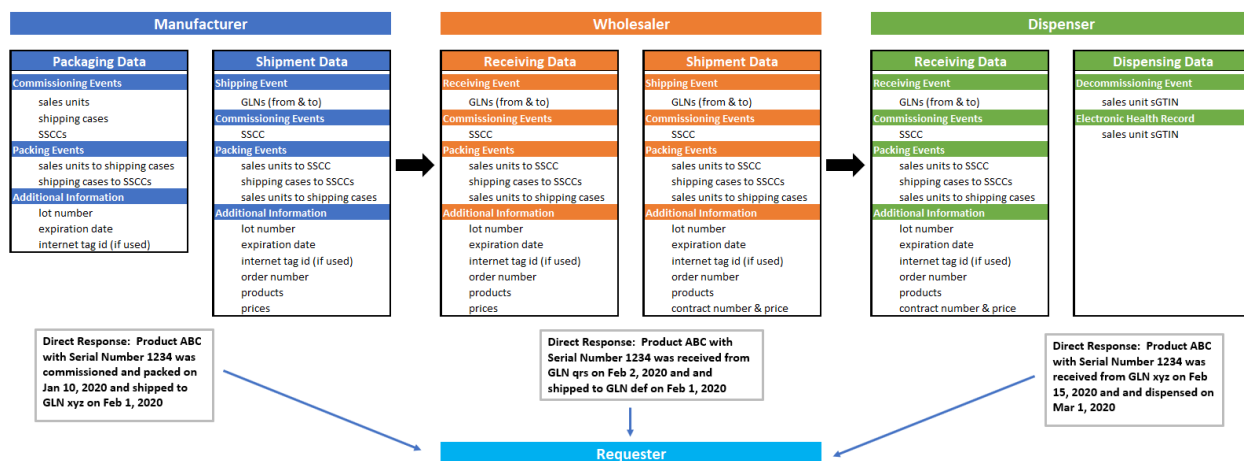 Manufacturer
Packaging Data
Commissioning Events
sales units
shipping cases
SSCCs
Packing Events
sales units to shipping cases
shipping cases to SSCCs
Additional Information
lot number
expiration date
internet tag id (if used)
Shipment Data
Shipping Event
GLNs (from & to)
Commissioning Events
SSCC
Packing Events
sales units to SSCC
shipping cases to SSCCs
sales units to shipping cases
Additional Information
lot number
expiration date
internet tag id (if used)
order number
products
prices
Wholesaler
Receiving Data
Receiving Event
GLNs (from & to)
Commissioning Events
SSCC
Packing Events
sales units to SSCC
shipping cases to SSCCs
sales units to shipping cases
Additional Information
lot number
expiration date
internet tag id (if used)
order number
products
prices
Shipment Data
Shipping Event
GLNs (from & to)
Commissioning Events
SSCC
Packing Events
sales units to SSCC
shipping cases to SSCCs
sales units to shipping cases
Additional Information
lot number
expiration date
internet tag id (if used)
order number
products
contract number & price
Dispenser
Receiving Data
Receiving Event
GLNs (from & to)
Commissioning Events
SSCC
Packing Events
sales units to SSCC
shipping cases to SSCCs
sales units to shipping cases
Additional Information
lot number
expiration date
internet tag id (if used)
order number
products
contract number & price
Dispensing Data
Decommissioning Event
sales unit sGTIN
Electronic Health Record
sales unit sGTIN
Direct Response: Product ABC
with Serial Number 1234 was
commissioned and packed on
Jan 10, 2020 and shipped to
GLN xyz on Feb 1, 2020
Direct Response: Product ABC with
Serial Number 1234 was received from
GLN qrs on Feb 2, 2020 and and
shipped to GLN def on Feb 1, 2020
Direct Response: Product ABC
with Serial Number 1234 was
received from GLN xyz on Feb
15, 2020 and and dispensed on
Mar 1, 2020
Requester